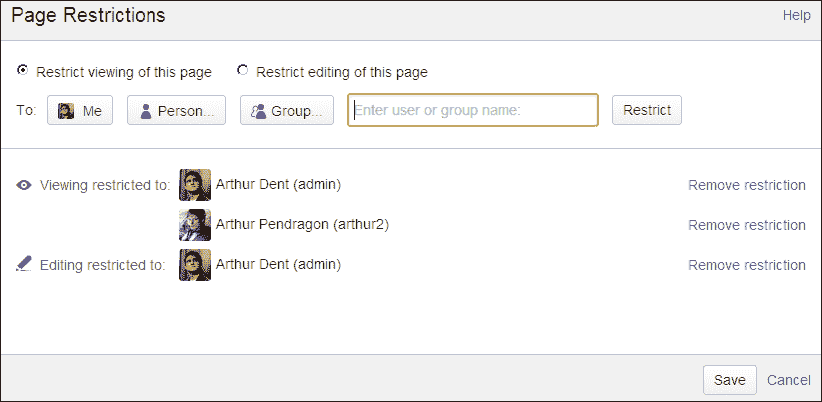 Page Restrictions Help
Restrict viewing of this page Restrict editing of this page
To: Me Person... Group... Enter user or group name: Restrict
Viewing restricted to: Arthur Dent (admin) Remove restriction
Arthur Pendragon (arthur2) Remove restriction
Editing restricted to: Arthur Dent (admin) Remove restriction
Save Cancel